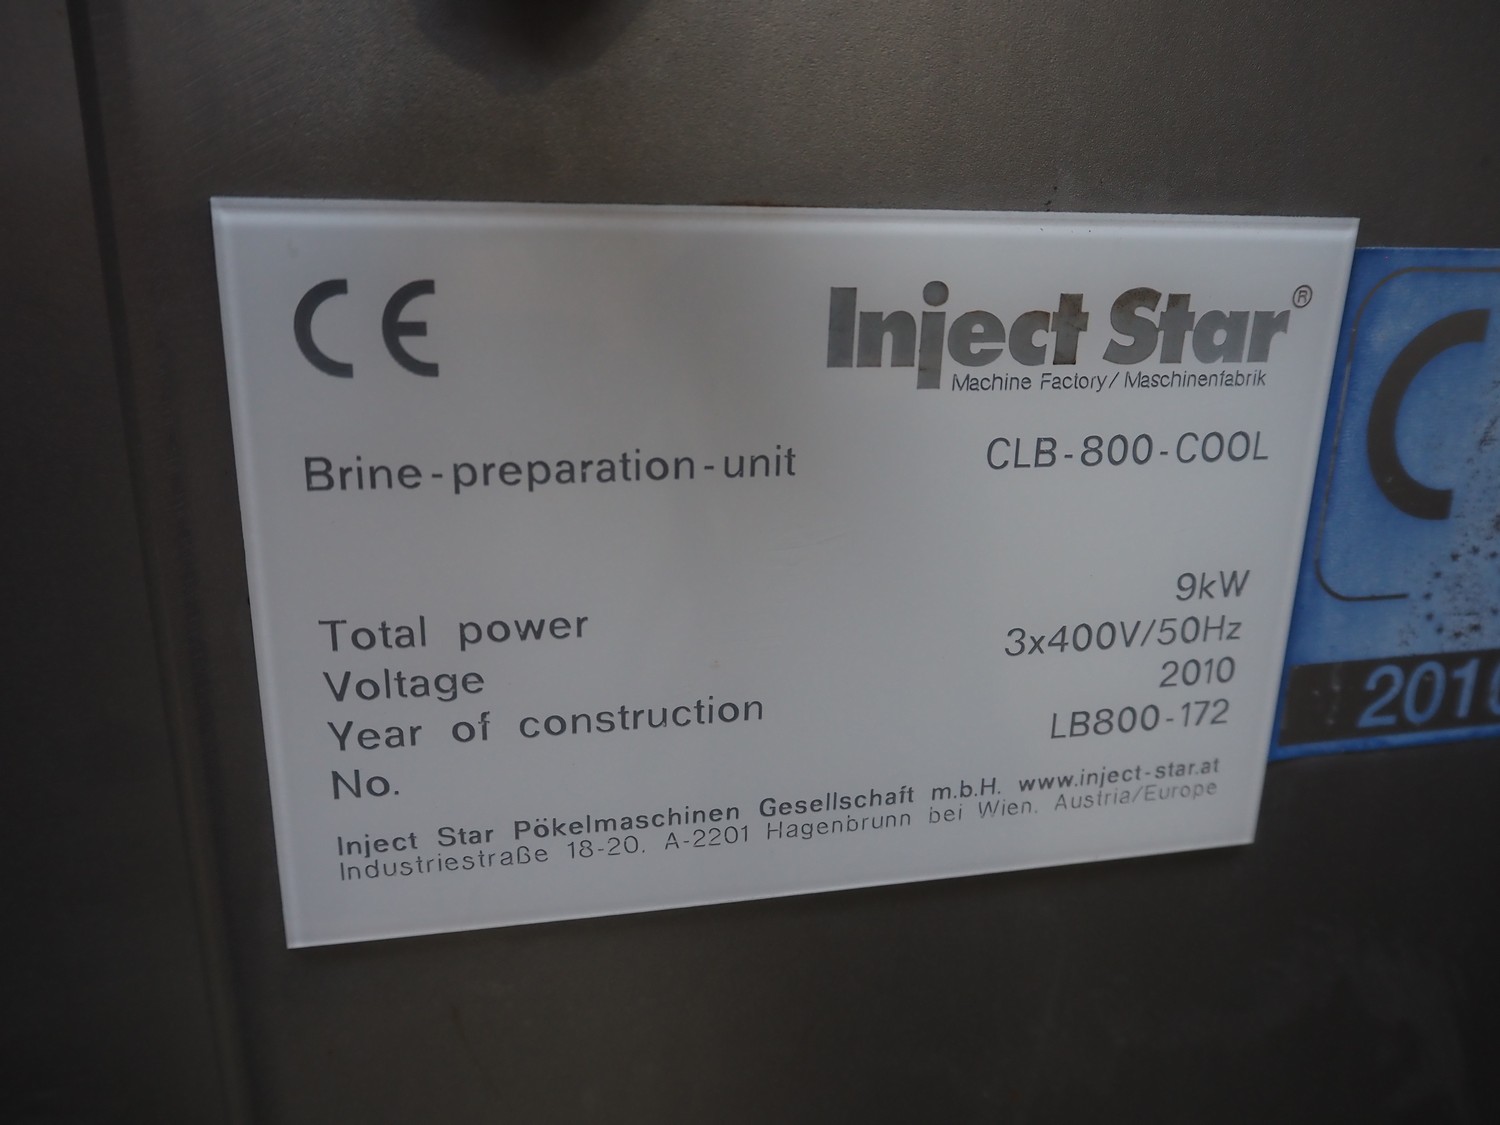 CE
Inject Star®
Machine Factory/Maschinenfabrik
Brine-preparation-unit CLB-800-COOL
Total power 9kW
Voltage 3x400V/50Hz
Year of construction 2010
No. LB800-172
Inject Star Pökelmaschinen Gesellschaft m.b.H. www.inject-star.at
Industriestraße 18-20. A-2201 Hagenbrunn bei Wien. Austria/Europe
C
2010